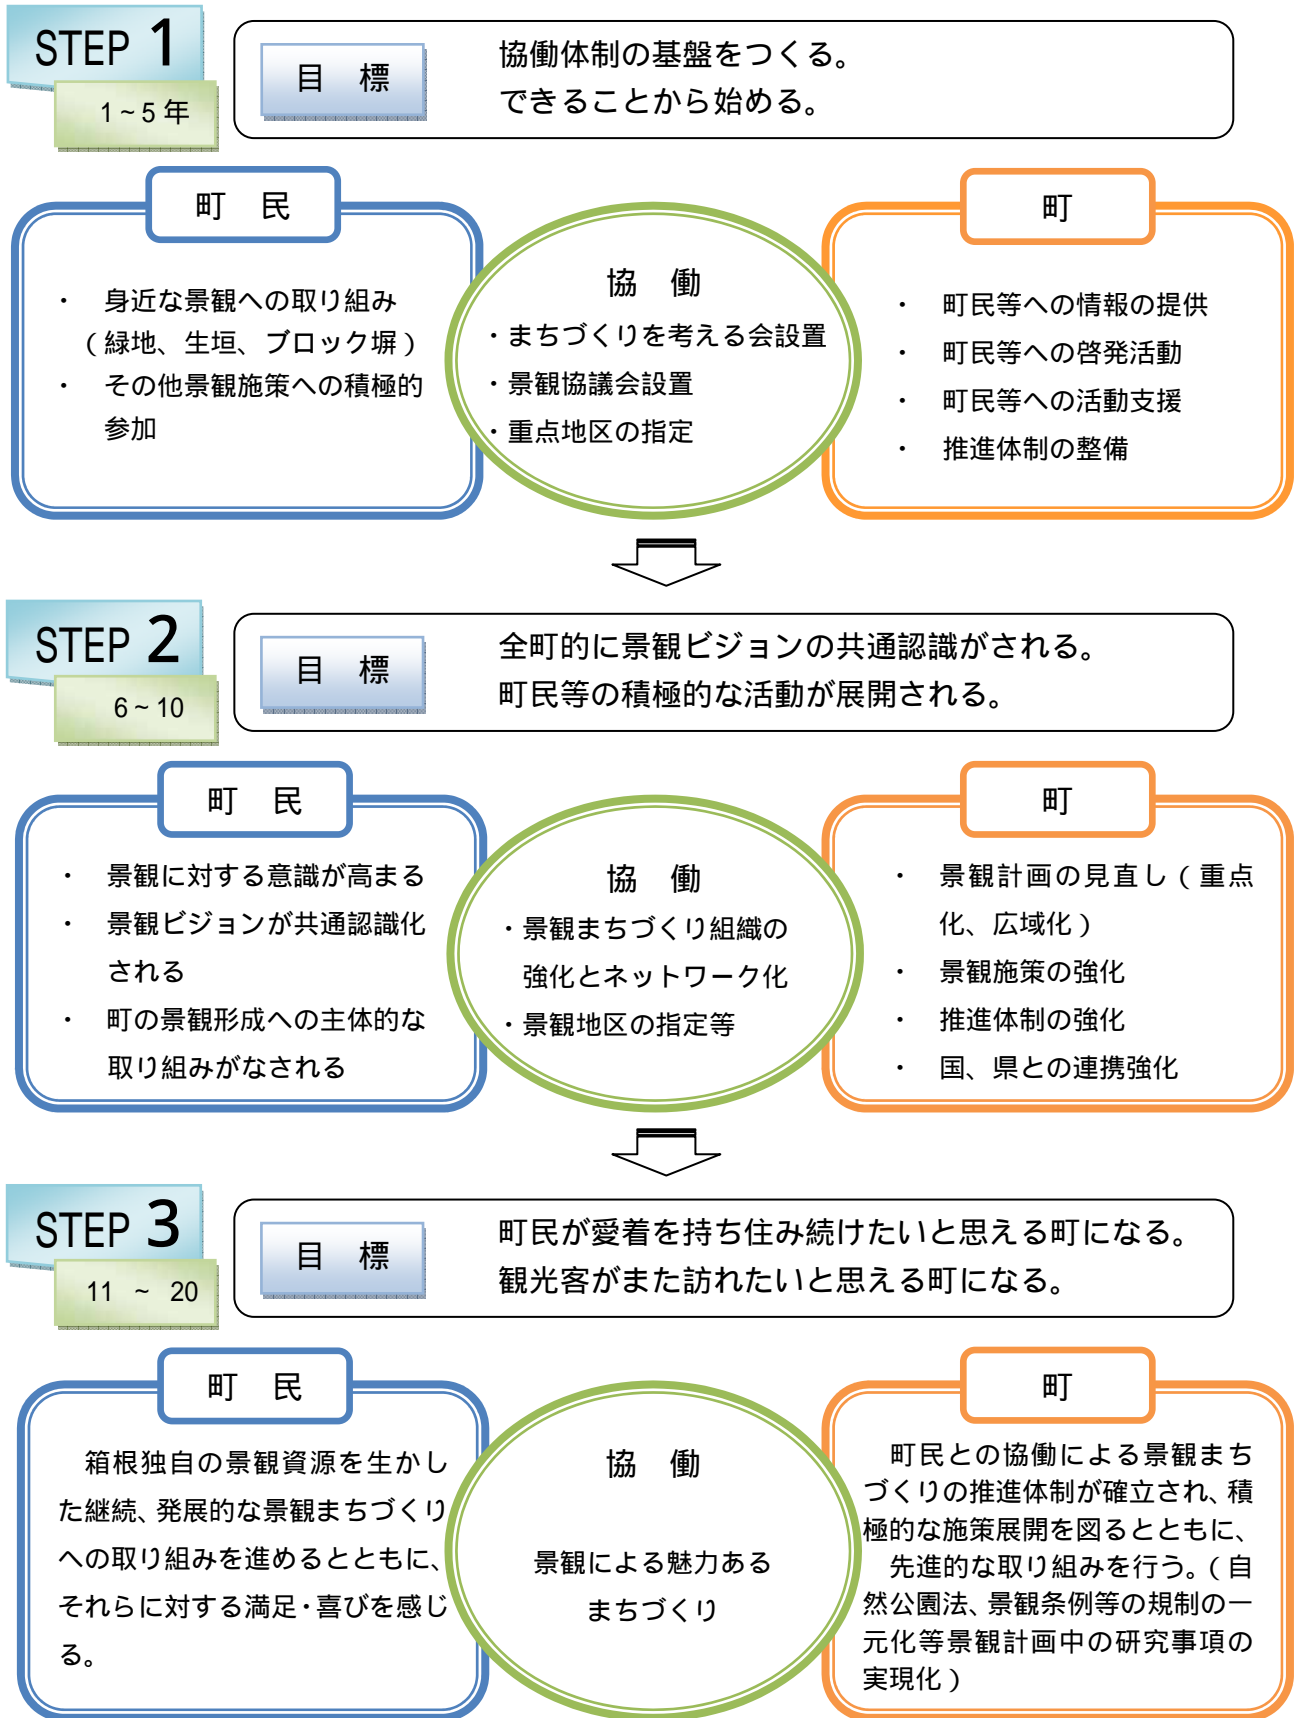 STEP 1
1～5年
目　標
協働体制の基盤をつくる。
できることから始める。
町　民
・　身近な景観への取り組み
（緑地、生垣、ブロック塀）
・　その他景観施策への積極的
参加
協　働
・まちづくりを考える会設置
・景観協議会設置
・重点地区の指定
町
・　町民等への情報の提供
・　町民等への啓発活動
・　町民等への活動支援
・　推進体制の整備
STEP 2
6～10
目　標
全町的に景観ビジョンの共通認識がされる。
町民等の積極的な活動が展開される。
町　民
・　景観に対する意識が高まる
・　景観ビジョンが共通認識化
される
・　町の景観形成への主体的な
取り組みがなされる
協　働
・景観まちづくり組織の
強化とネットワーク化
・景観地区の指定等
町
・　景観計画の見直し（重点
化、広域化）
・　景観施策の強化
・　推進体制の強化
・　国、県との連携強化
STEP 3
11　～　20
目　標
町民が愛着を持ち住み続けたいと思える町になる。
観光客がまた訪れたいと思える町になる。
町　民
箱根独自の景観資源を生かし
た継続、発展的な景観まちづくり
への取り組みを進めるとともに、
それらに対する満足・喜びを感じ
る。
協　働
景観による魅力ある
まちづくり
町
町民との協働による景観まち
づくりの推進体制が確立され、積
極的な施策展開を図るとともに、
先進的な取り組みを行う。（自
然公園法、景観条例等の規制の一
元化等景観計画中の研究事項の
実現化）